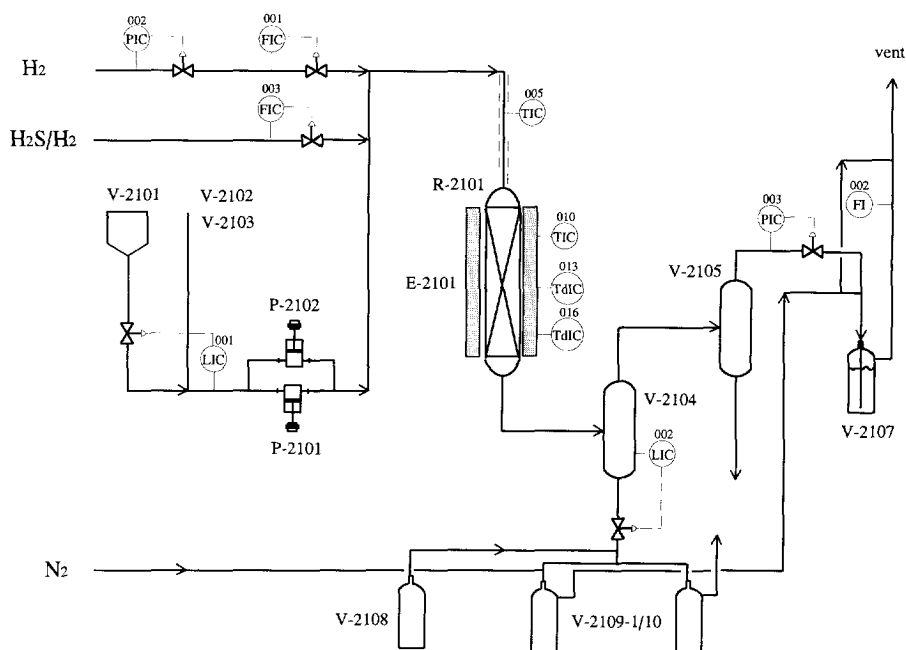 002
001
PIC
FIC
H2
vent
003
005
FIC
TIC
H2S/H2
R-2101
V-2101
V-2102
V-2103
003
002
PIC
FI
010
TIC
V-2105
E-2101
013
TdIC
P-2102
016
TdIC
001
LIC
V-2104
P-2101
002
LIC
V-2107
N2
V-2108
V-2109-1/10